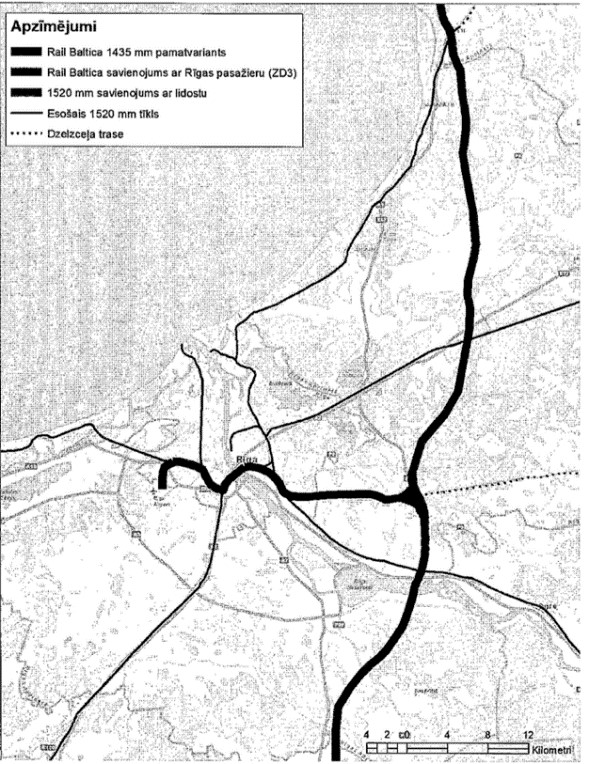 Apzīmējumi
Rail Baltica 1435 mm pamatvariants
Rail Baltica savienojums ar Rīgas pasažieru (ZD3)
1520 mm savienojums ar lidostu
Esošais 1520 mm tīkls
Dzelzceļa trase
Rīga
4 2 0 4 8 12
Kilometri